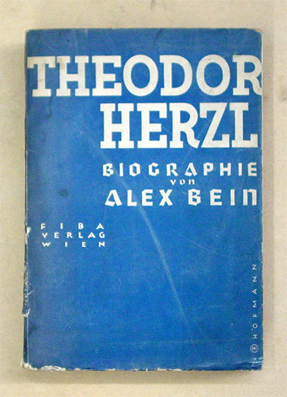 THEODOR
HERZL
BIOGRAPHIE
von
ALEX BEIN
FIBA
VERLAG
WIEN
HOFMANN